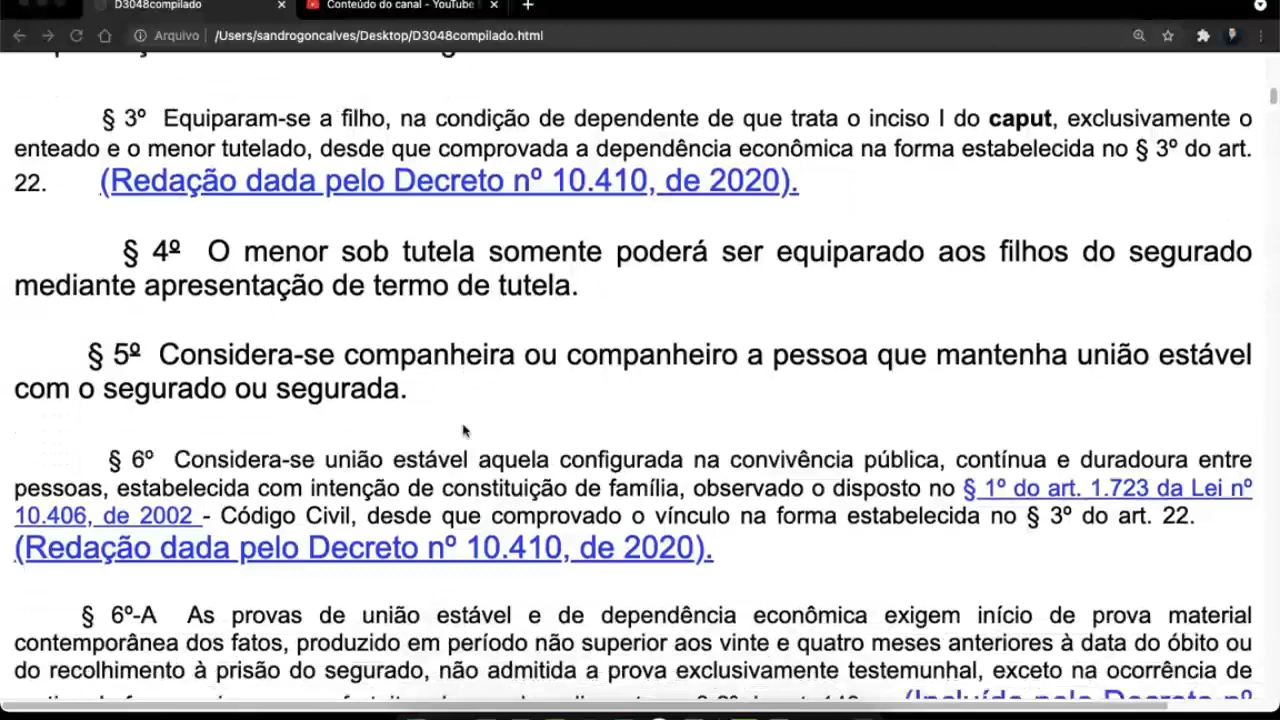 D3048compilado
Conteúdo do canal - YouTube
Arquivo
/Users/sandrogoncalves/Desktop/D3048compilado.html
§ 3º Equiparam-se a filho, na condição de dependente de que trata o inciso I do caput, exclusivamente o
enteado e o menor tutelado, desde que comprovada a dependência econômica na forma estabelecida no § 3º do art.
22. (Redação dada pelo Decreto nº 10.410, de 2020).
§ 4º O menor sob tutela somente poderá ser equiparado aos filhos do segurado
mediante apresentação de termo de tutela.
§ 5º Considera-se companheira ou companheiro a pessoa que mantenha união estável
com o segurado ou segurada.
§ 6º Considera-se união estável aquela configurada na convivência pública, contínua e duradoura entre
pessoas, estabelecida com intenção de constituição de família, observado o disposto no § 1º do art. 1.723 da Lei nº
10.406, de 2002 - Código Civil, desde que comprovado o vínculo na forma estabelecida no § 3º do art. 22.
(Redação dada pelo Decreto nº 10.410, de 2020).
§ 6º-A As provas de união estável e de dependência econômica exigem início de prova material
contemporânea dos fatos, produzido em período não superior aos vinte e quatro meses anteriores à data do óbito ou
do recolhimento à prisão do segurado, não admitida a prova exclusivamente testemunhal, exceto na ocorrência de
(Incluído pelo Decreto nº